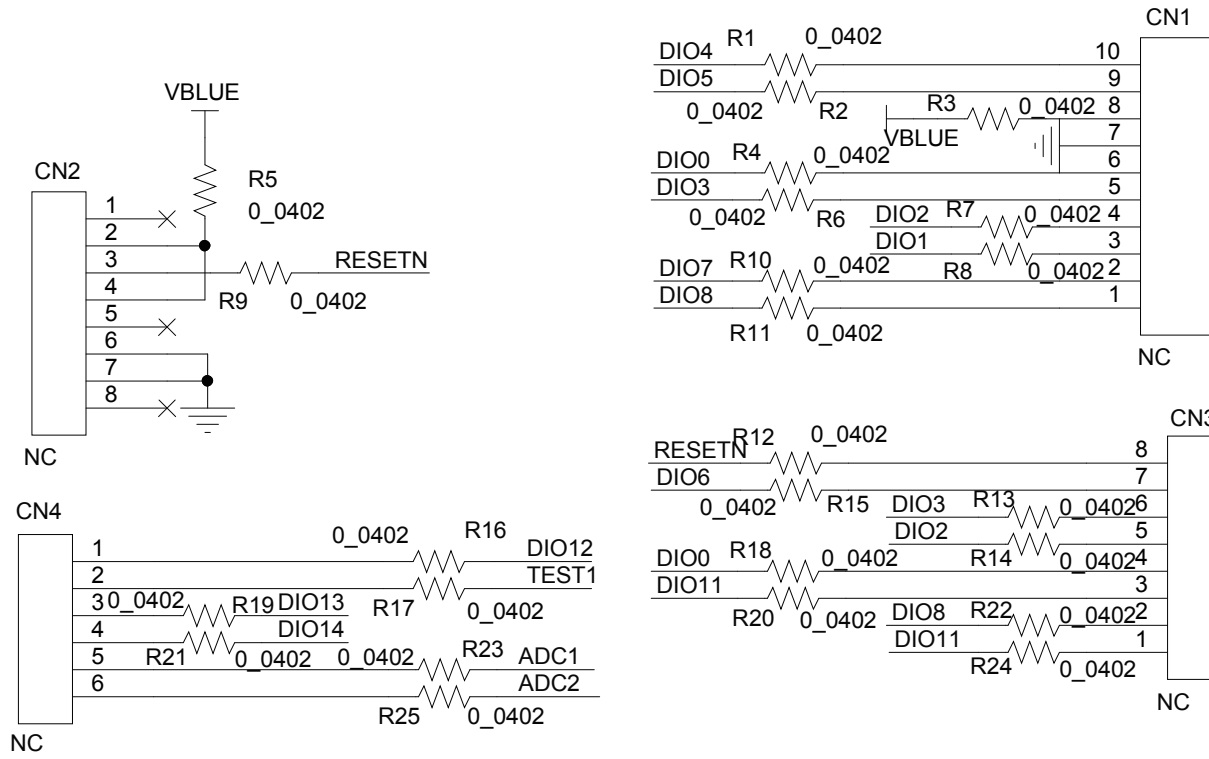 VBLUE
CN2
R5
0_0402
1
2
3
RESETN
4
R9
0_0402
5
6
7
8
NC
CN1
R1
0_0402
DIO4
10
DIO5
9
0_0402
R2
R3
0_0402
8
VBLUE
7
DIO0
R4
0_0402
6
DIO3
5
0_0402
R6
DIO2
R7
0_0402
4
DIO1
3
R8
0_0402
DIO7
R10
0_0402
2
DIO8
1
R11
0_0402
NC
CN4
0_0402
R16
1
DIO12
2
TEST1
3
0_0402
R19
DIO13
R17
0_0402
4
DIO14
R21
0_0402
5
0_0402
R23
ADC1
6
ADC2
R25
0_0402
NC
CN3
RESETN
R12
0_0402
8
DIO6
7
0_0402
R15
DIO3
R13
0_0402
6
DIO2
5
R14
0_0402
DIO0
R18
0_0402
4
DIO11
3
R20
0_0402
DIO8
R22
0_0402
2
DIO11
1
R24
0_0402
NC